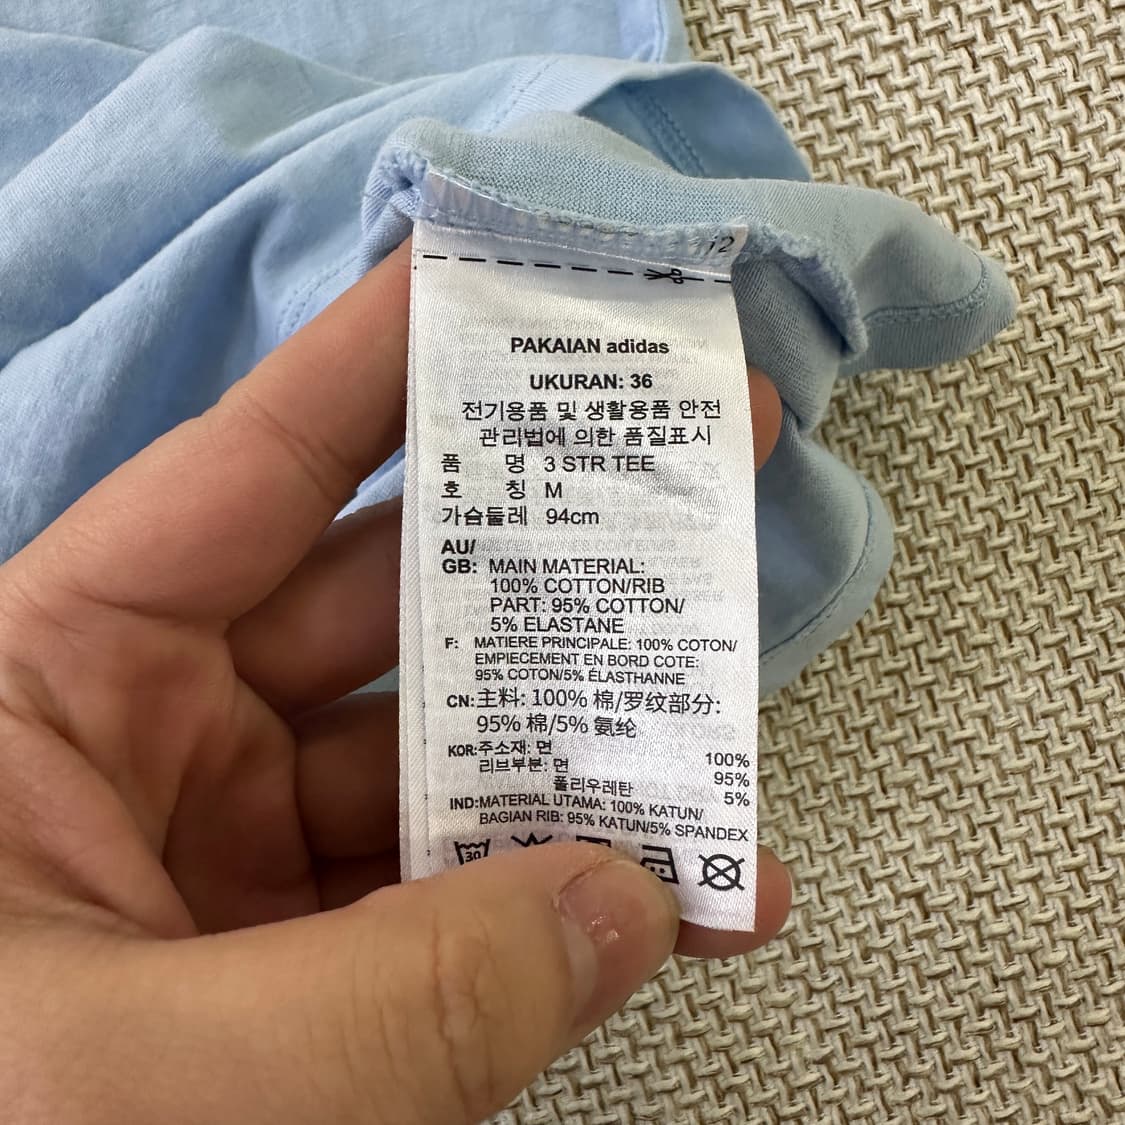 i2
PAKAIAN adidas
UKURAN: 36
전기용품 및 생활용품 안전
관리법에 의한 품질표시
품 명 3 STR TEE
호 칭 M
가슴둘레 94cm
AU/
GB: MAIN MATERIAL:
100% COTTON/RIB
PART: 95% COTTON/
5% ELASTANE
F: MATIERE PRINCIPALE: 100% COTON/
EMPIECEMENT EN BORD COTE:
95% COTON/5% ÉLASTHANNE
CN: 主料: 100% 棉/罗纹部分:
95% 棉/5% 氨纶
KOR: 주소재: 면 100%
리브부분: 면 95%
폴리우레탄 5%
IND: MATERIAL UTAMA: 100% KATUN/
BAGIAN RIB: 95% KATUN/5% SPANDEX
30